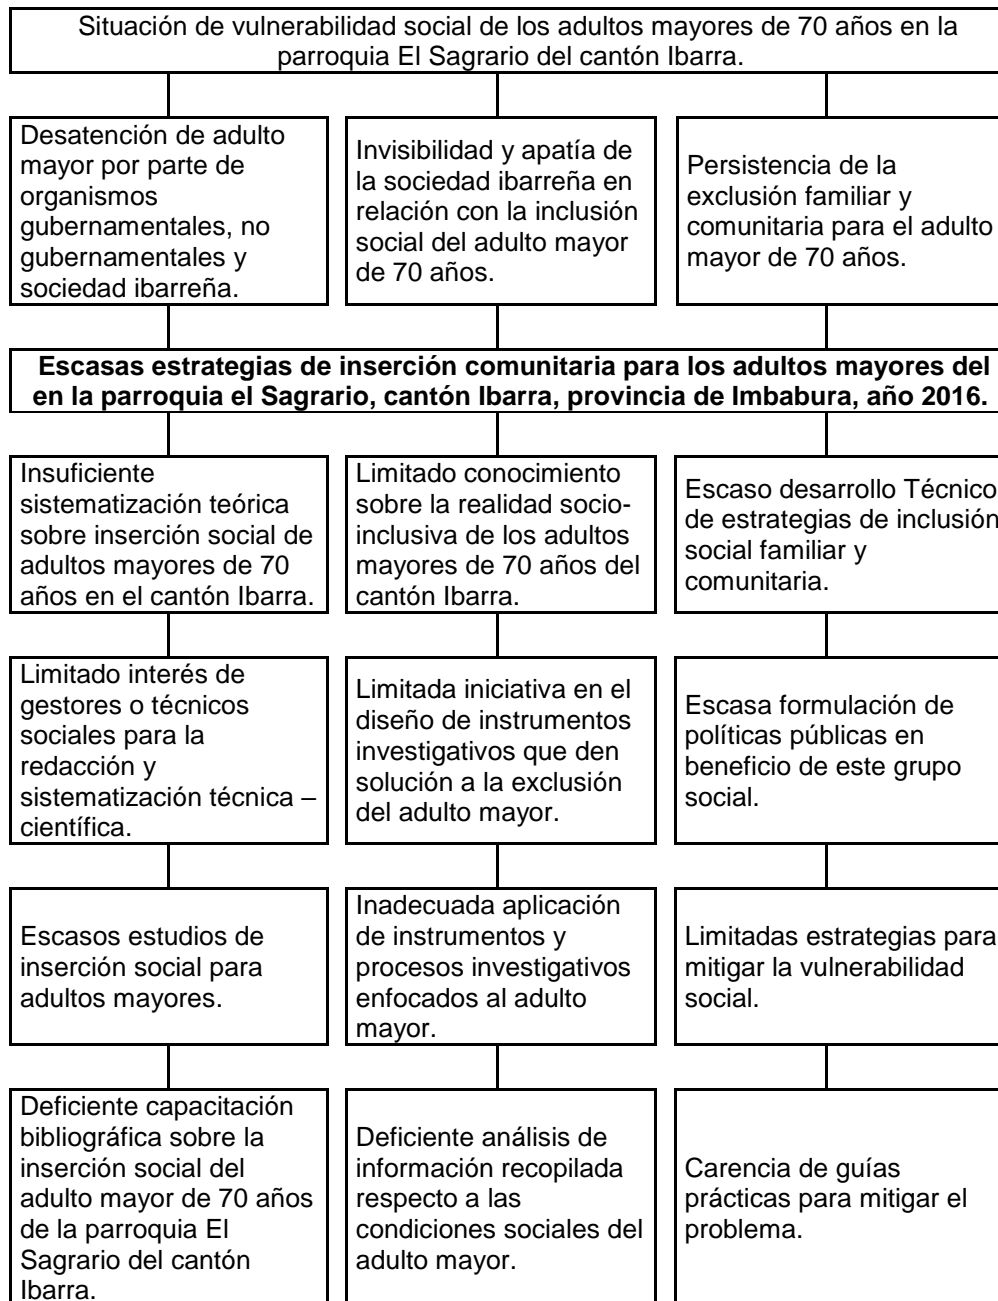 Situación de vulnerabilidad social de los adultos mayores de 70 años en la
parroquia El Sagrario del cantón Ibarra.
Desatención de adulto
mayor por parte de
organismos
gubernamentales, no
gubernamentales y
sociedad ibarreña.
Invisibilidad y apatía de
la sociedad ibarreña en
relación con la inclusión
social del adulto mayor
de 70 años.
Persistencia de la
exclusión familiar y
comunitaria para el adulto
mayor de 70 años.
Escasas estrategias de inserción comunitaria para los adultos mayores del
en la parroquia el Sagrario, cantón Ibarra, provincia de Imbabura, año 2016.
Insuficiente
sistematización teórica
sobre inserción social de
adultos mayores de 70
años en el cantón Ibarra.
Limitado conocimiento
sobre la realidad socio-
inclusiva de los adultos
mayores de 70 años del
cantón Ibarra.
Escaso desarrollo Técnico
de estrategias de inclusión
social familiar y
comunitaria.
Limitado interés de
gestores o técnicos
sociales para la
redacción y
sistematización técnica –
científica.
Limitada iniciativa en el
diseño de instrumentos
investigativos que den
solución a la exclusión
del adulto mayor.
Escasa formulación de
políticas públicas en
beneficio de este grupo
social.
Escasos estudios de
inserción social para
adultos mayores.
Inadecuada aplicación
de instrumentos y
procesos investigativos
enfocados al adulto
mayor.
Limitadas estrategias para
mitigar la vulnerabilidad
social.
Deficiente capacitación
bibliográfica sobre la
inserción social del
adulto mayor de 70 años
de la parroquia El
Sagrario del cantón
Ibarra.
Deficiente análisis de
información recopilada
respecto a las
condiciones sociales del
adulto mayor.
Carencia de guías
prácticas para mitigar el
problema.